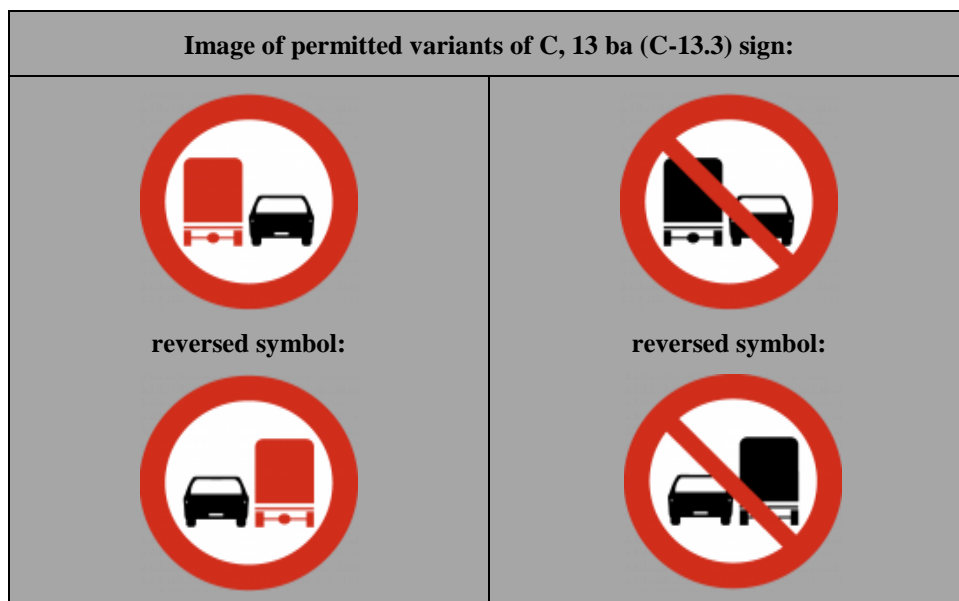 Image of permitted variants of C, 13 ba (C-13.3) sign:
reversed symbol:
reversed symbol: